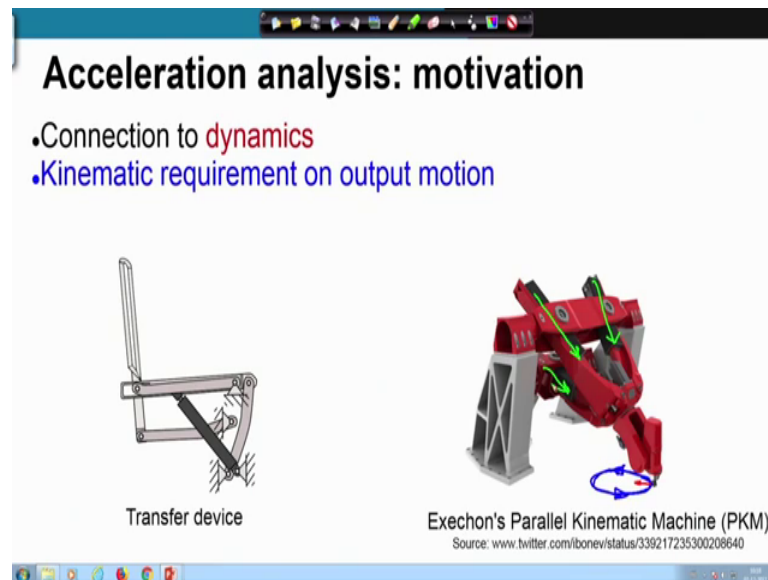 Acceleration analysis: motivation
•Connection to dynamics
•Kinematic requirement on output motion
Transfer device
Exechon's Parallel Kinematic Machine (PKM)
Source: www.twitter.com/ibonev/status/339217235300208640